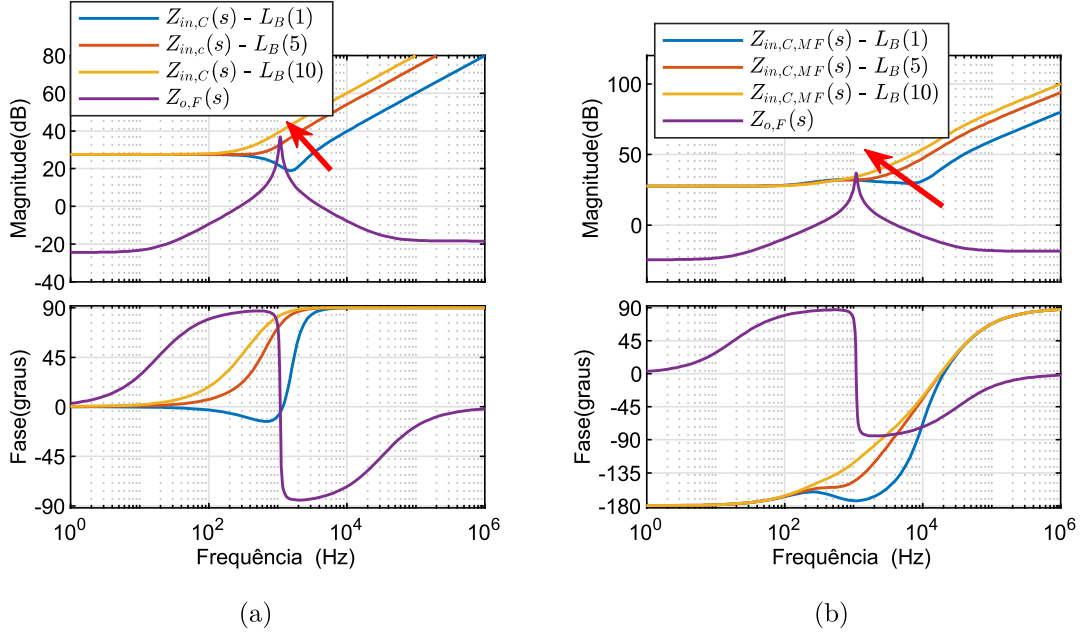 Z_{in,C}(s) - L_B(1)
Z_{in,c}(s) - L_B(5)
Z_{in,C}(s) - L_B(10)
Z_{o,F}(s)
Magnitude(dB)
80
60
40
20
0
-20
-40
Fase(graus)
90
45
0
-45
-90
10^0
10^2
10^4
10^6
Frequência (Hz)
(a)
Z_{in,C,MF}(s) - L_B(1)
Z_{in,C,MF}(s) - L_B(5)
Z_{in,C,MF}(s) - L_B(10)
Z_{o,F}(s)
Magnitude(dB)
100
50
0
Fase(graus)
90
45
0
-45
-90
-135
-180
10^0
10^2
10^4
10^6
Frequência (Hz)
(b)